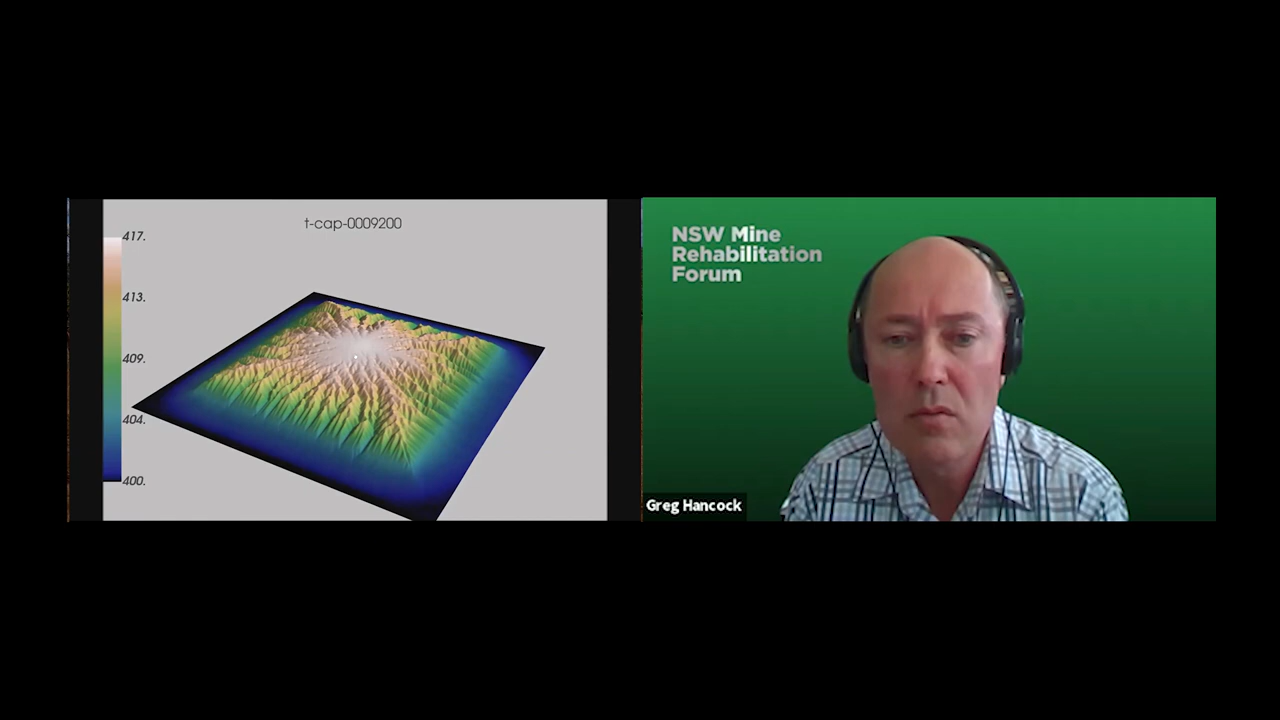 t-cap-0009200
417.
413.
409.
404.
400.
NSW Mine
Rehabilitation
Forum
Greg Hancock